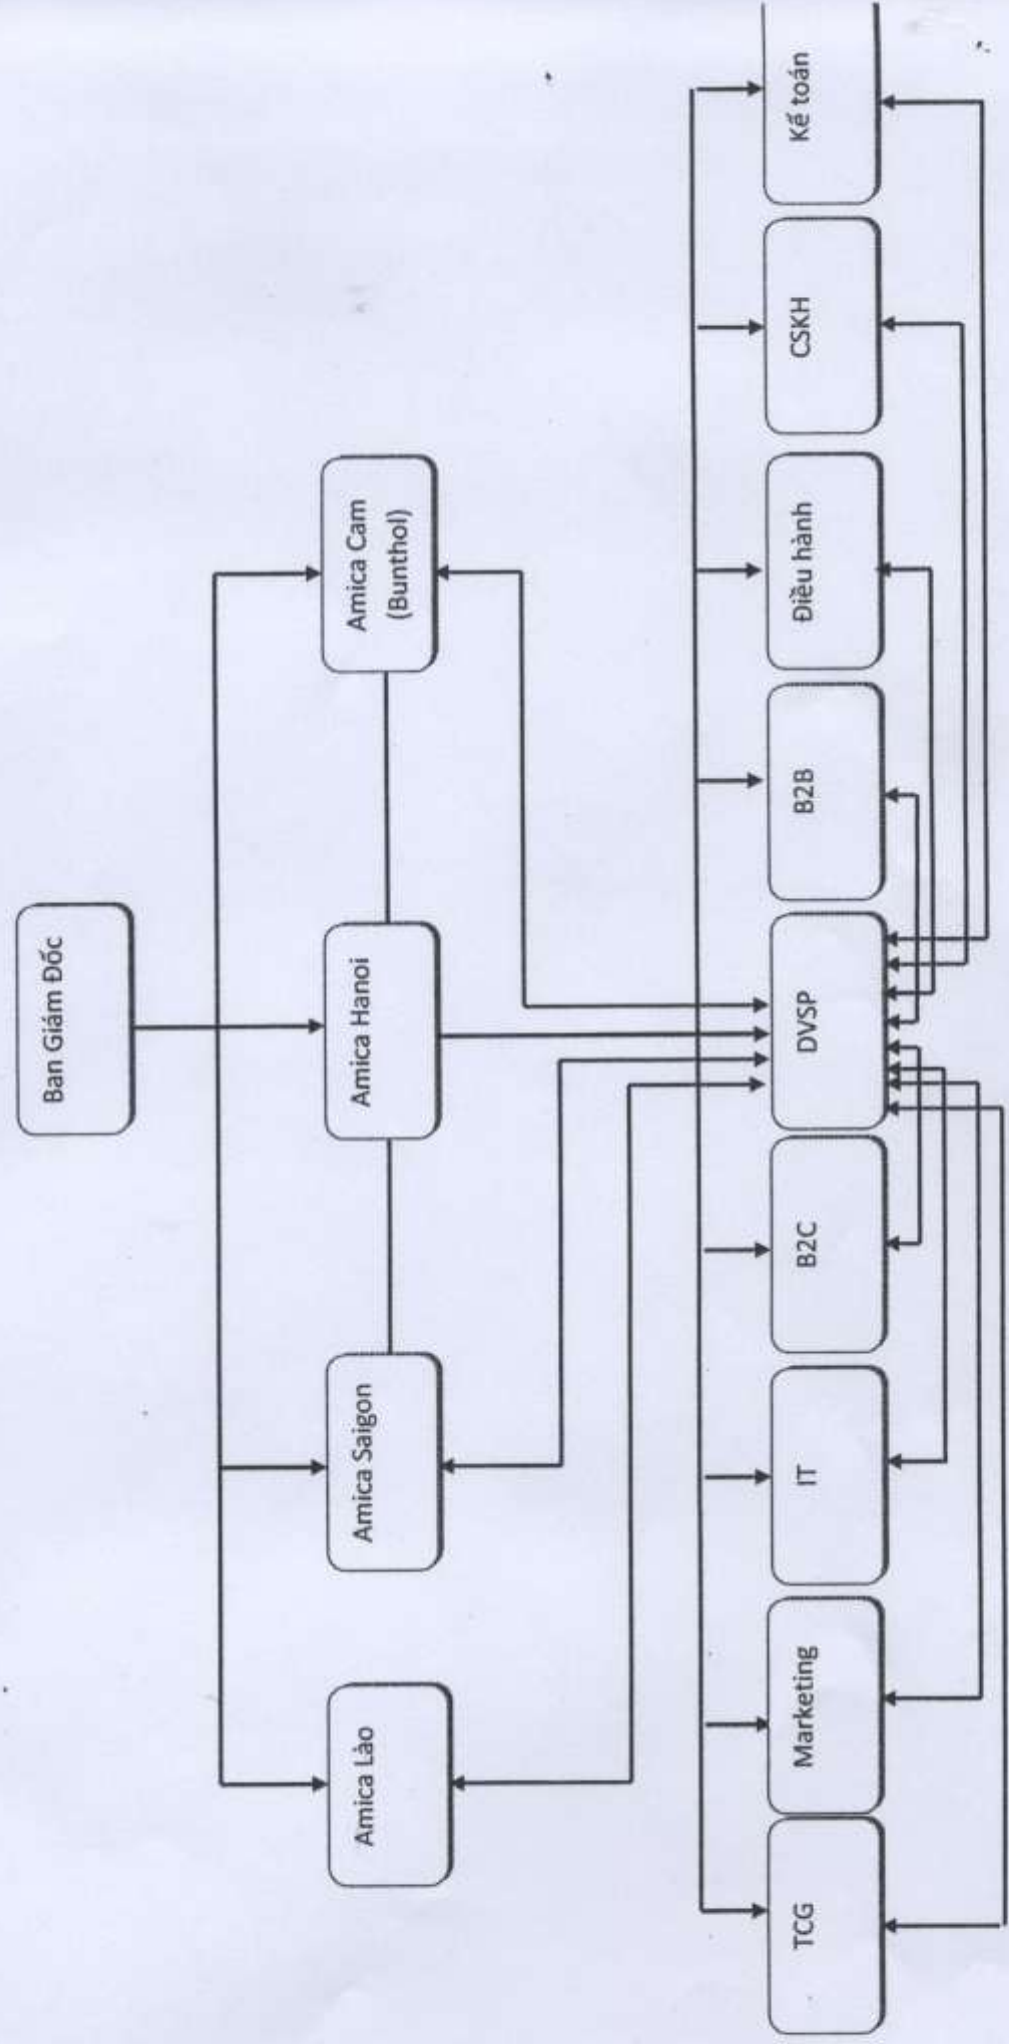 Ban Giám Đốc
Amica Lào
Amica Saigon
Amica Hanoi
Amica Cam
(Bunthol)
TCG
Marketing
IT
B2C
DVSP
B2B
Điều hành
CSKH
Kế toán